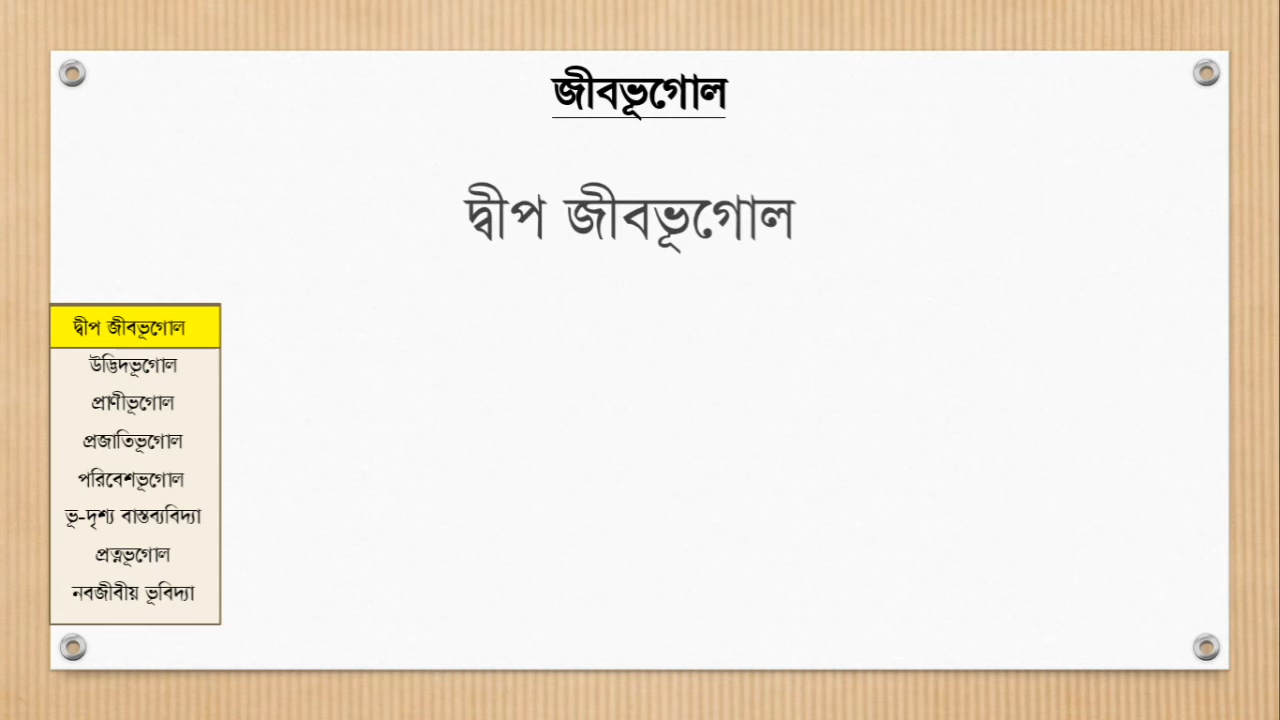 জীবভূগোল
দ্বীপ জীবভূগোল
দ্বীপ জীবভূগোল
উদ্ভিদভূগোল
প্রাণীভূগোল
প্রজাতিভূগোল
পরিবেশভূগোল
ভূ-দৃশ্য বাস্তব্যবিদ্যা
প্রত্নভূগোল
নবজীবীয় ভূবিদ্যা